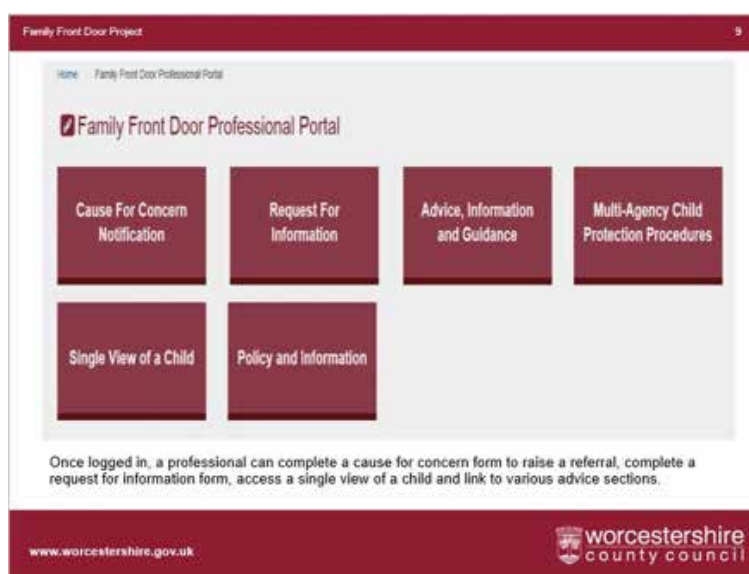 Family Front Door Project
9
Home Family Front Door Professional Portal
Family Front Door Professional Portal
Cause For Concern
Notification
Request For
Information
Advice, Information
and Guidance
Multi-Agency Child
Protection Procedures
Single View of a Child
Policy and Information
Once logged in, a professional can complete a cause for concern form to raise a referral, complete a
request for information form, access a single view of a child and link to various advice sections.
www.worcestershire.gov.uk
worcestershire
county council